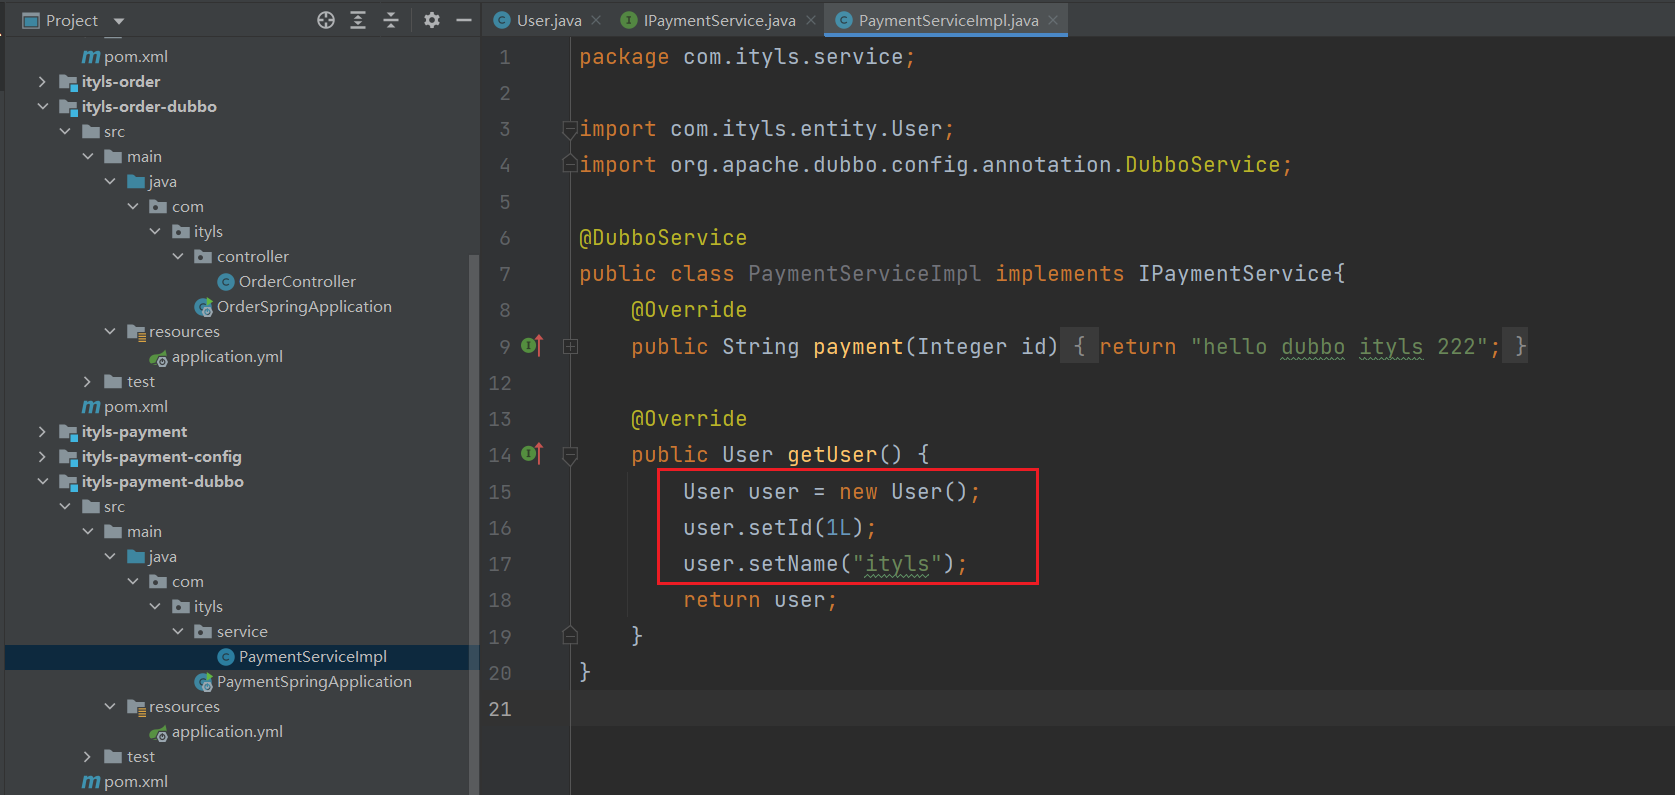 Project
pom.xml
ityls-order
ityls-order-dubbo
src
main
java
com
ityls
controller
OrderController
OrderSpringApplication
resources
application.yml
test
pom.xml
ityls-payment
ityls-payment-config
ityls-payment-dubbo
src
main
java
com
ityls
service
PaymentServiceImpl
PaymentSpringApplication
resources
application.yml
test
pom.xml
User.java
IPaymentService.java
PaymentServiceImpl.java
1 package com.ityls.service;
2
3 import com.ityls.entity.User;
4 import org.apache.dubbo.config.annotation.DubboService;
5
6 @DubboService
7 public class PaymentServiceImpl implements IPaymentService{
8 @Override
9 public String payment(Integer id) { return "hello dubbo ityls 222"; }
12
13 @Override
14 public User getUser() {
15 User user = new User();
16 user.setId(1L);
17 user.setName("ityls");
18 return user;
19 }
20 }
21